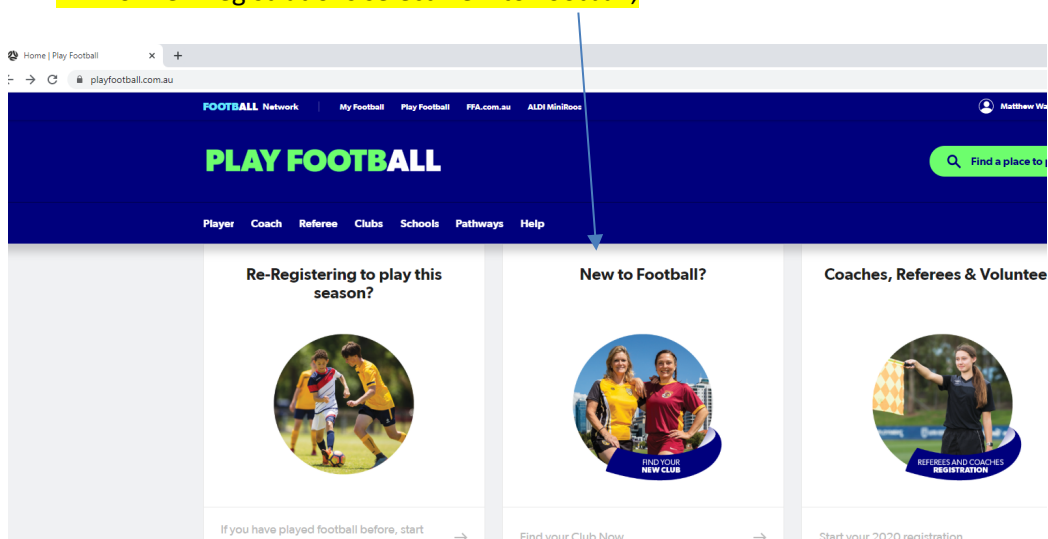 Home | Play Football
playfootball.com.au
FOOTBALL Network My Football Play Football FFA.com.au ALDI MiniRoos Matthew
PLAY FOOTBALL
Find a place to
Player Coach Referee Clubs Schools Pathways Help
Re-Registering to play this
season?
New to Football?
Coaches, Referees &
FIND YOUR
NEW CLUB
REFEREES AND COACHES
REGISTRATION
If you have played football before, start
Find your Club Now
Start your 2020 registration